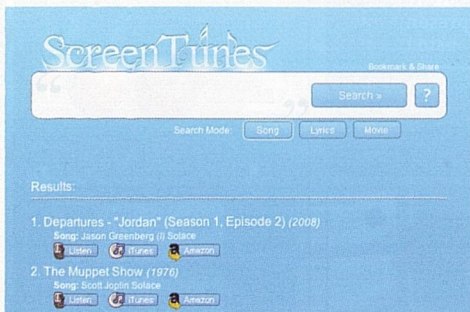 ScreenTunes
Bookmark & Share
Search »
?
Search Mode: Song Lyrics Movie
Results:
1. Departures - "Jordan" (Season 1, Episode 2) (2008)
Song: Jason Greenberg (I) Solace
Listen iTunes Amazon
2. The Muppet Show (1976)
Song: Scott Joplin Solace
Listen iTunes Amazon